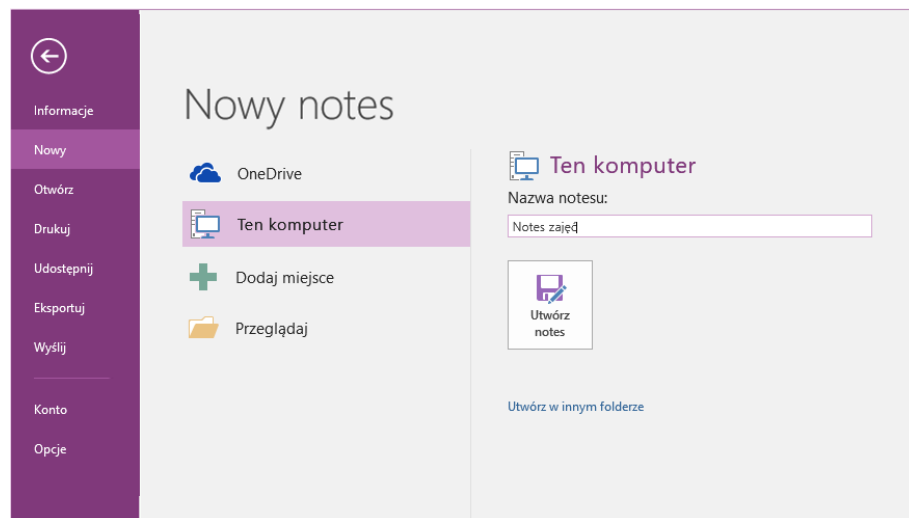 Informacje
Nowy
Otwórz
Drukuj
Udostępnij
Eksportuj
Wyślij
Konto
Opcje
Nowy notes
OneDrive
Ten komputer
Dodaj miejsce
Przeglądaj
Ten komputer
Nazwa notesu:
Notes zajęć
Utwórz
notes
Utwórz w innym folderze